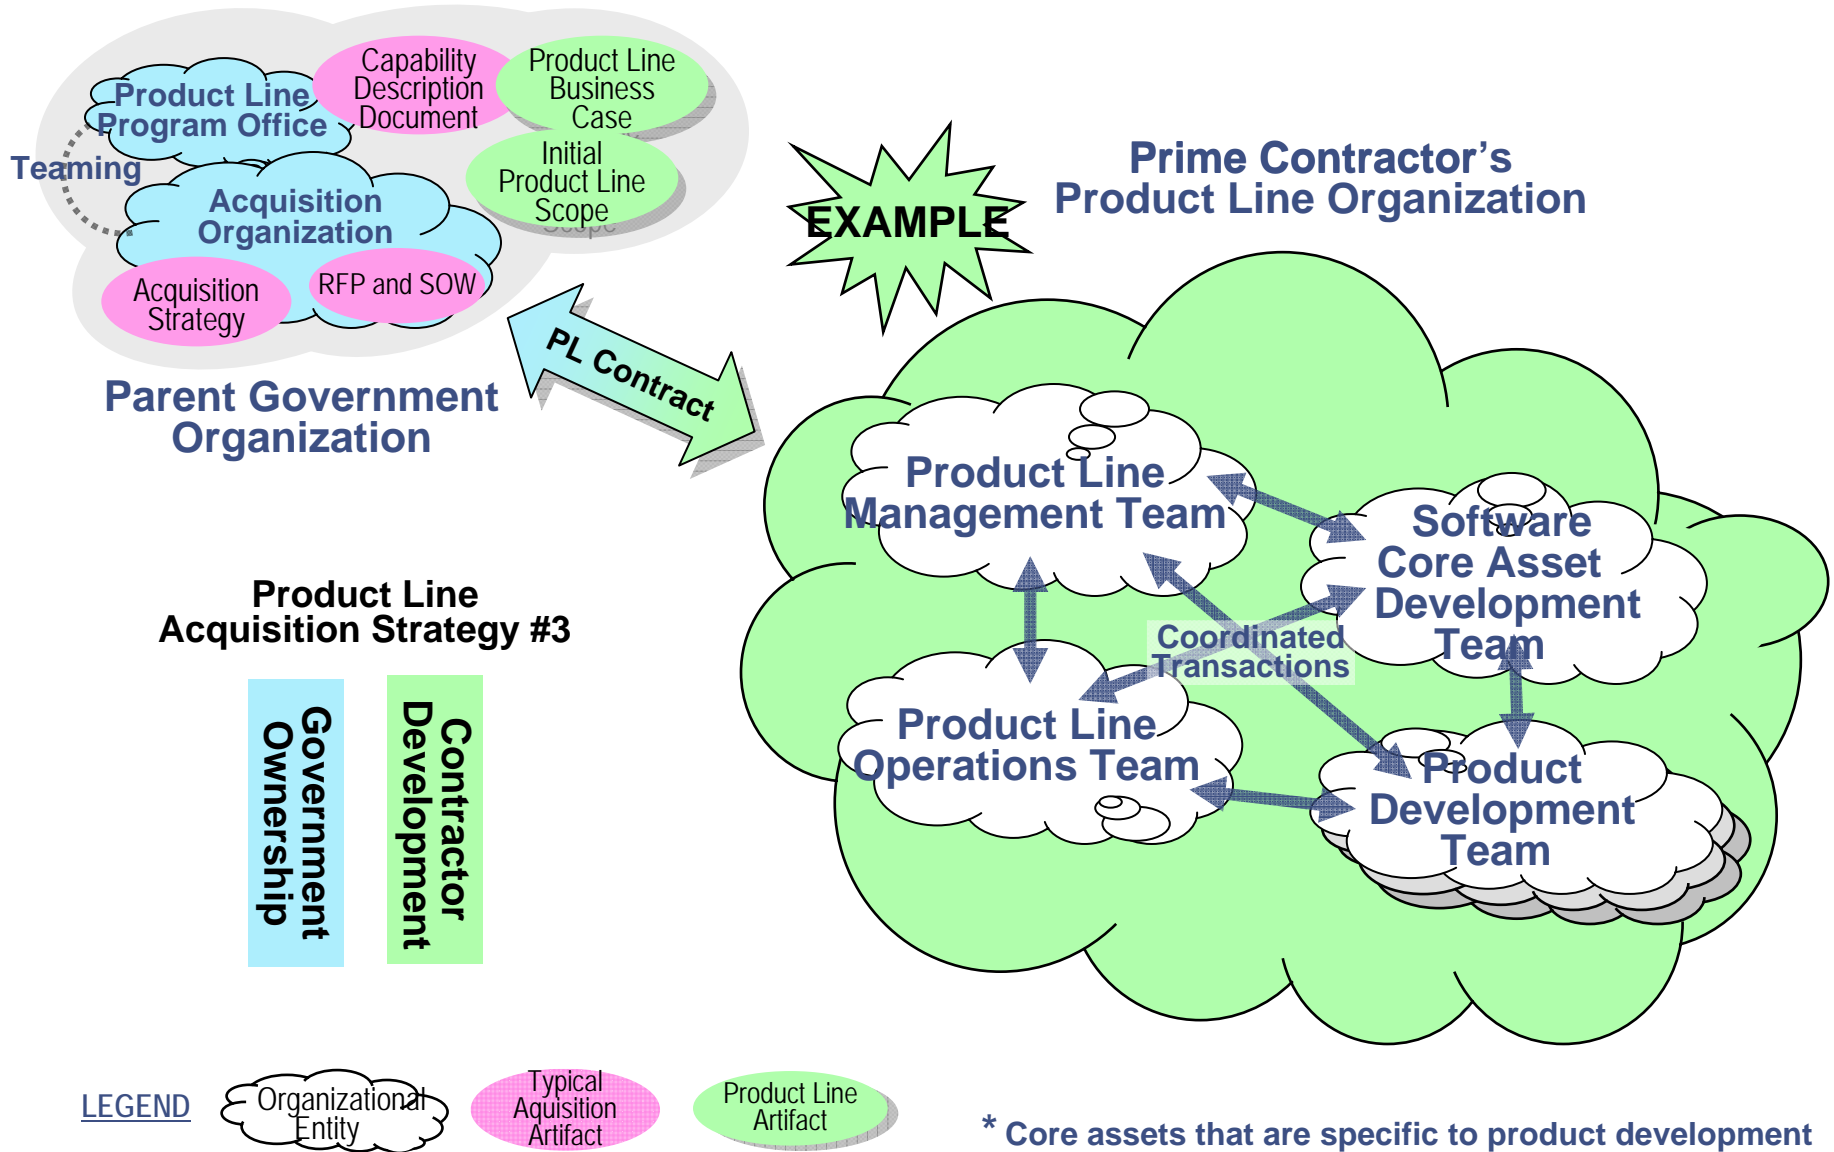 Capability
Description
Document
Product Line
Business
Case
Product Line
Program Office
Teaming
Initial
Product Line
Scope
Scope
Acquisition
Organization
Acquisition
Strategy
RFP and SOW
Parent Government
Organization
PL Contract
EXAMPLE
Prime Contractor's
Product Line Organization
Product Line
Management Team
Software
Core Asset
Development
Team
Coordinated
Transactions
Product Line
Operations Team
Product
Development
Team
Product Line
Acquisition Strategy #3
Government
Ownership
Contractor
Development
LEGEND
Organizational
Entity
Typical
Aquisition
Artifact
Product Line
Artifact
* Core assets that are specific to product development